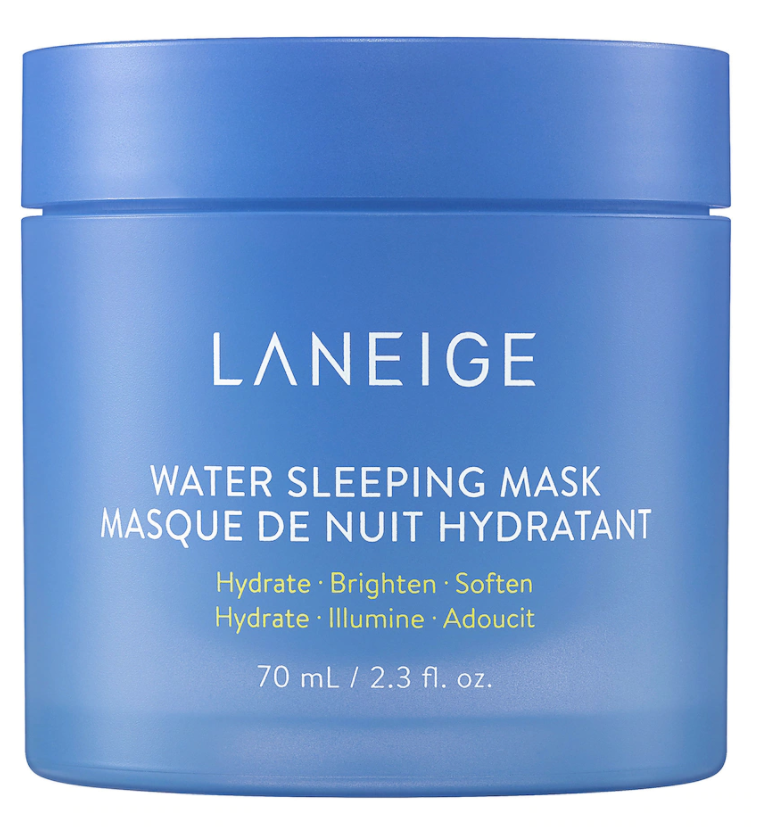 LANEIGE
WATER SLEEPING MASK
MASQUE DE NUIT HYDRATANT
Hydrate · Brighten · Soften
Hydrate · Illumine · Adoucit
70 mL / 2.3 fl. oz.